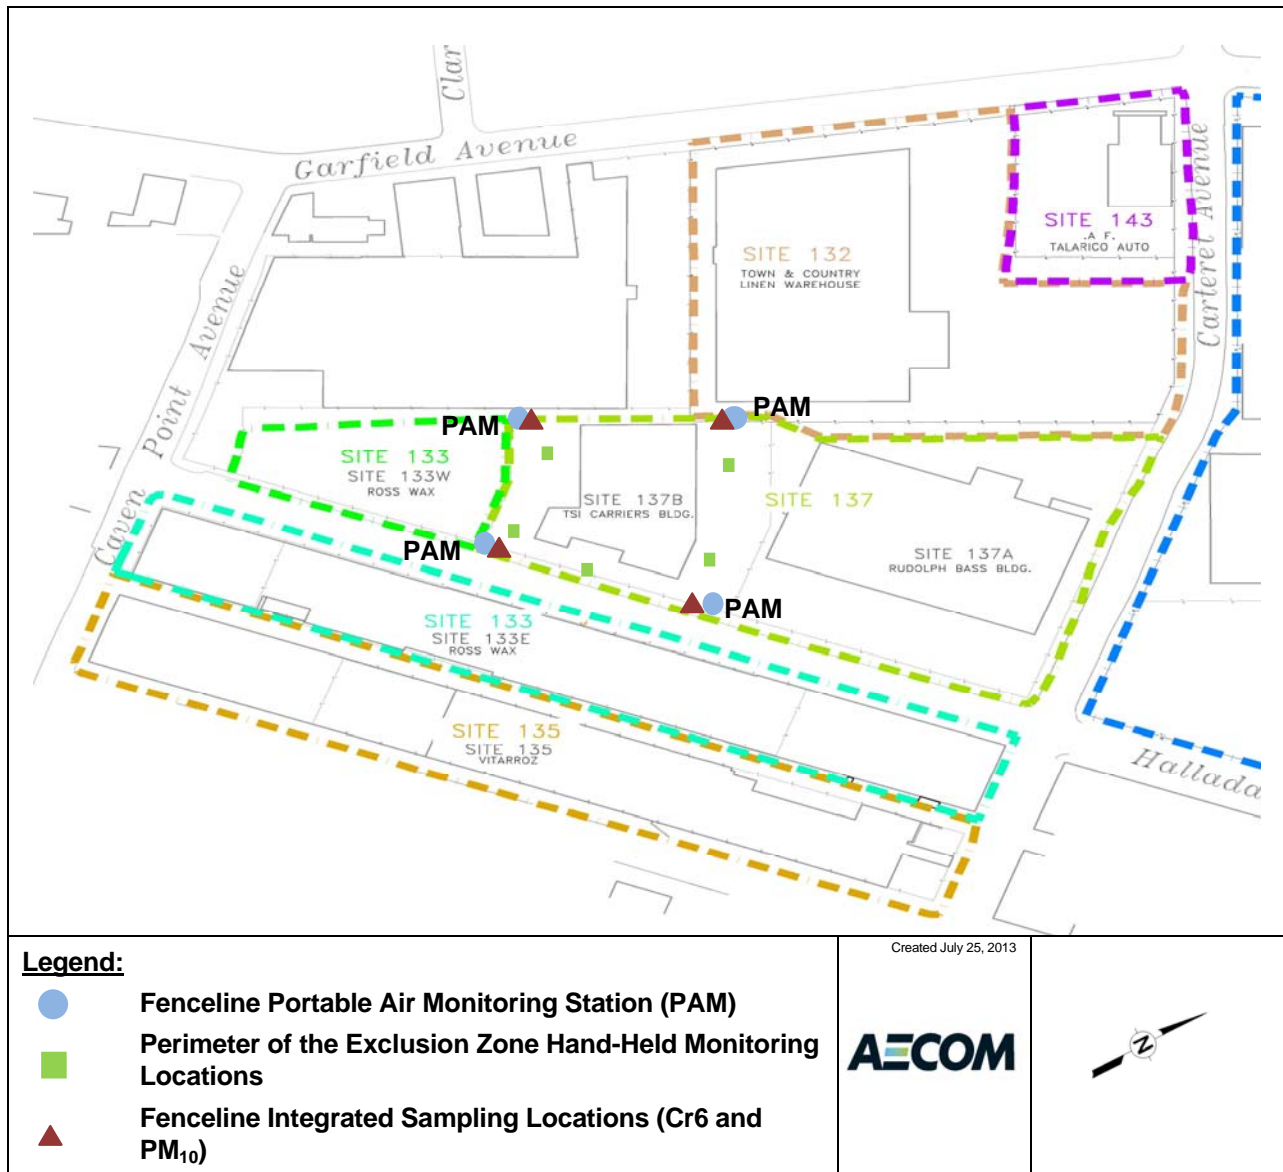 Clar
Garfield Avenue
Carteret Avenue
SITE 143
.A F.
TALARICO AUTO
SITE 132
TOWN & COUNTRY
LINEN WAREHOUSE
Caven Point Avenue
PAM
PAM
SITE 133
SITE 133W
ROSS WAX
SITE 137B
TSI CARRIERS BLDG.
SITE 137
SITE 137A
RUDOLPH BASS BLDG.
PAM
PAM
SITE 133
SITE 133E
ROSS WAX
SITE 135
SITE 135
VITARROZ
Hallada
Legend:
Fenceline Portable Air Monitoring Station (PAM)
Perimeter of the Exclusion Zone Hand-Held Monitoring
Locations
Fenceline Integrated Sampling Locations (Cr6 and
PM₁₀)
Created July 25, 2013
AECOM
N